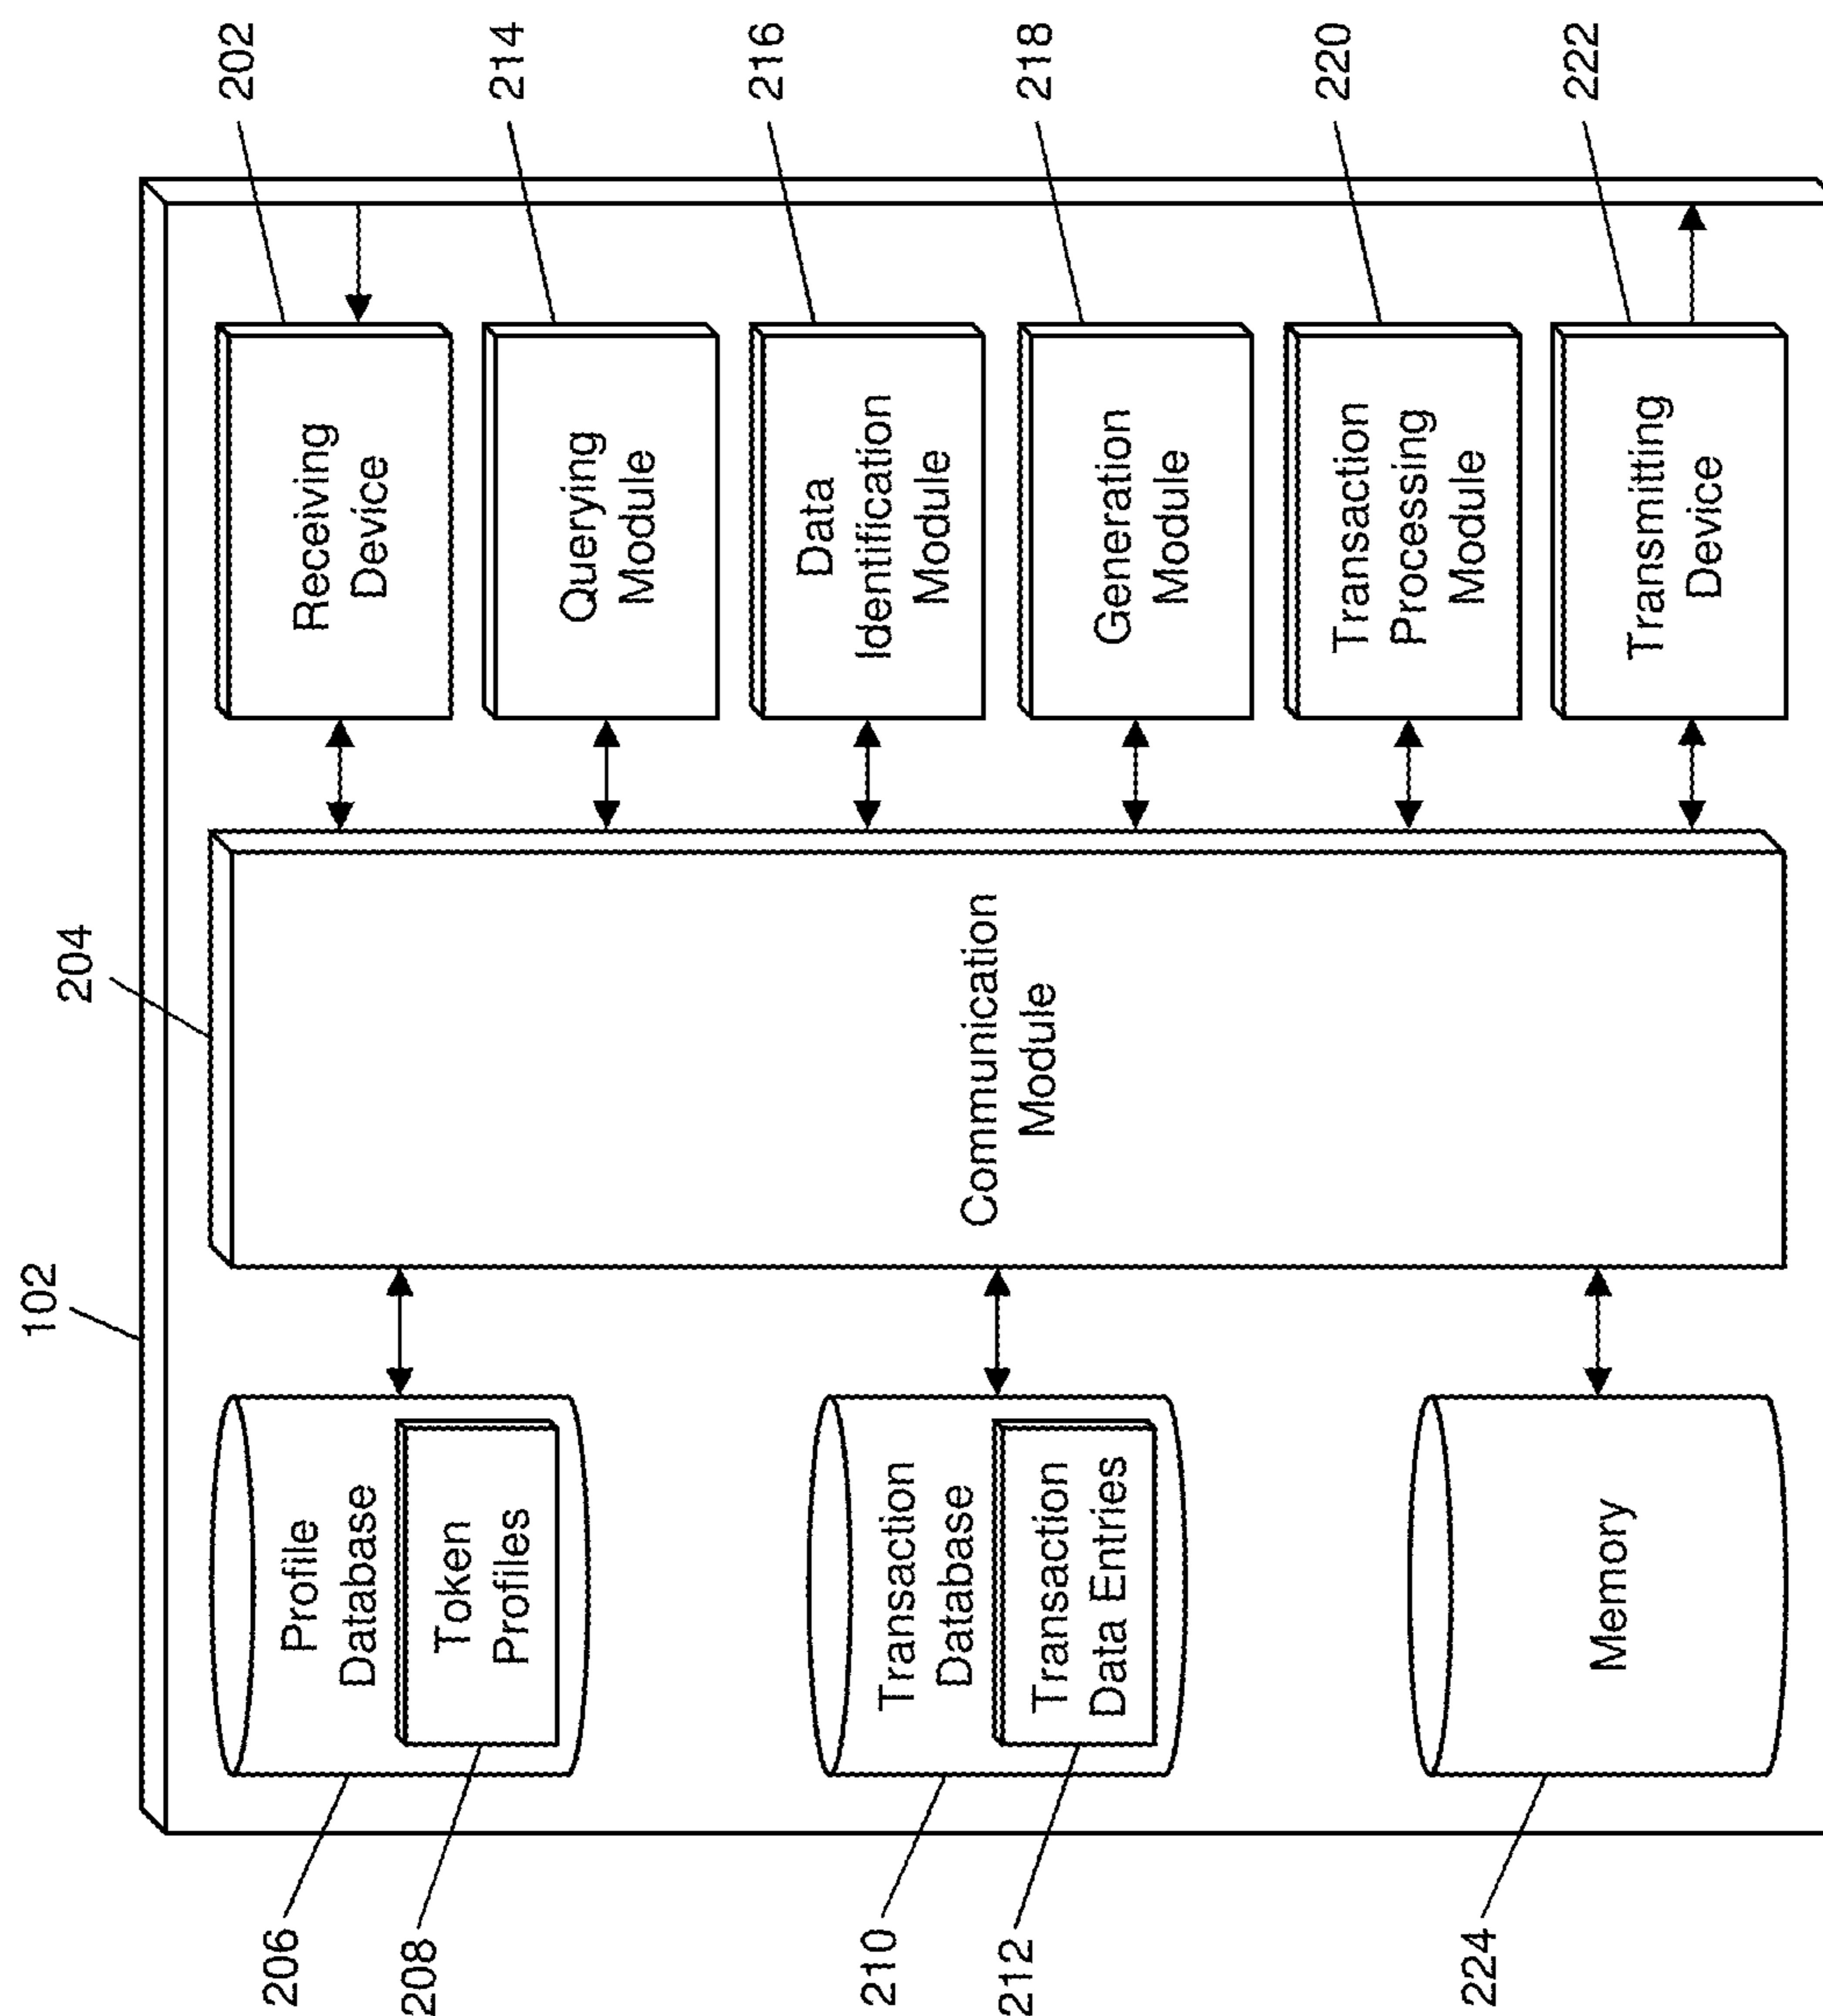 102
204
206
Profile
Database
208
Token
Profiles
210
Transaction
Database
212
Transaction
Data Entries
224
Memory
Communication
Module
Receiving
Device
202
Querying
Module
214
Data
Identification
Module
216
Generation
Module
218
Transaction
Processing
Module
220
Transmitting
Device
222